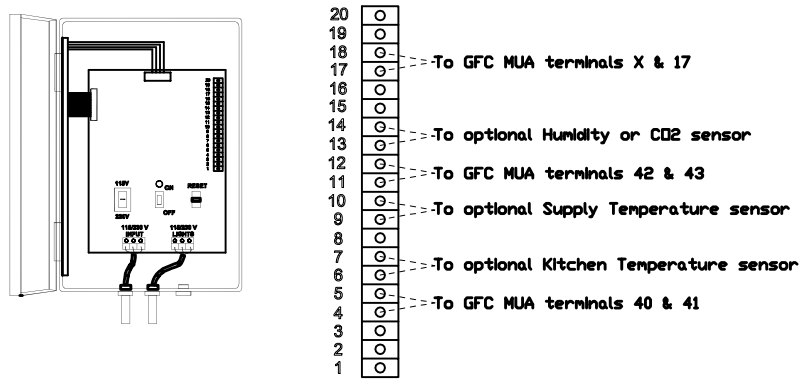 20
19
18
17
To GFC MUA terminals X & 17
16
15
14
13
To optional Humidity or CO2 sensor
12
11
To GFC MUA terminals 42 & 43
10
9
To optional Supply Temperature sensor
8
7
6
To optional Kitchen Temperature sensor
5
4
To GFC MUA terminals 40 & 41
3
2
1
115V
220V
ON
OFF
RESET
115/230 V
INPUT
115/230 V
LIGHTS